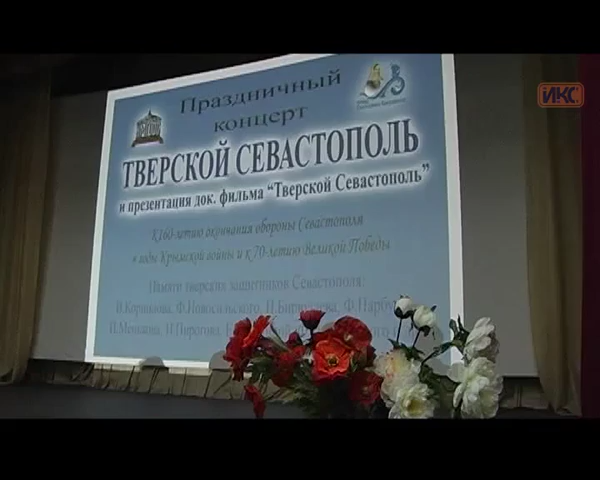 ИКС
Праздничный
концерт
ТВЕРСКОЙ СЕВАСТОПОЛЬ
и презентация док. фильма “Тверской Севастополь”
К 160-летию окончания обороны Севастополя
в годы Крымской войны и к 70-летию Великой Победы
Памяти тверских защитников Севастополя:
В.Корнилова, Ф.Новосильского,
Н.Пирогова,